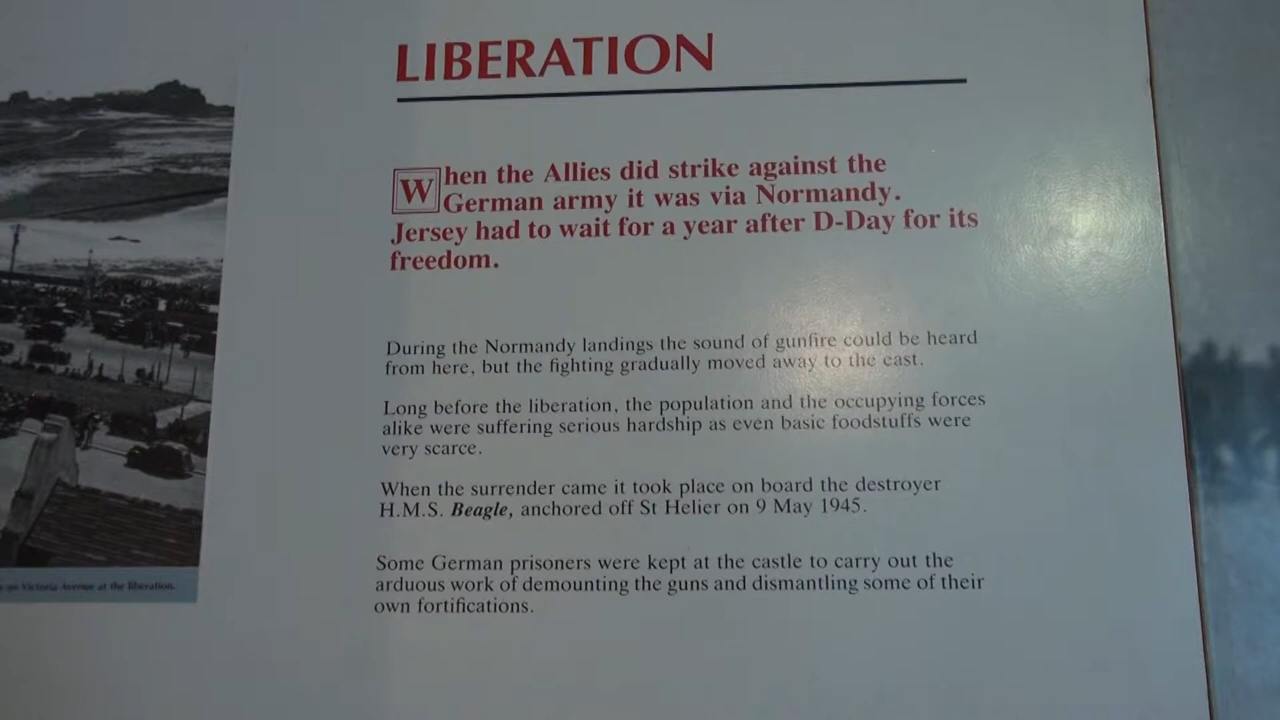 LIBERATION
When the Allies did strike against the
German army it was via Normandy.
Jersey had to wait for a year after D-Day for its
freedom.
During the Normandy landings the sound of gunfire could be heard
from here, but the fighting gradually moved away to the east.
Long before the liberation, the population and the occupying forces
alike were suffering serious hardship as even basic foodstuffs were
very scarce.
When the surrender came it took place on board the destroyer
H.M.S. Beagle, anchored off St Helier on 9 May 1945.
Some German prisoners were kept at the castle to carry out the
arduous work of demounting the guns and dismantling some of their
own fortifications.
on Victoria Avenue at the liberation.